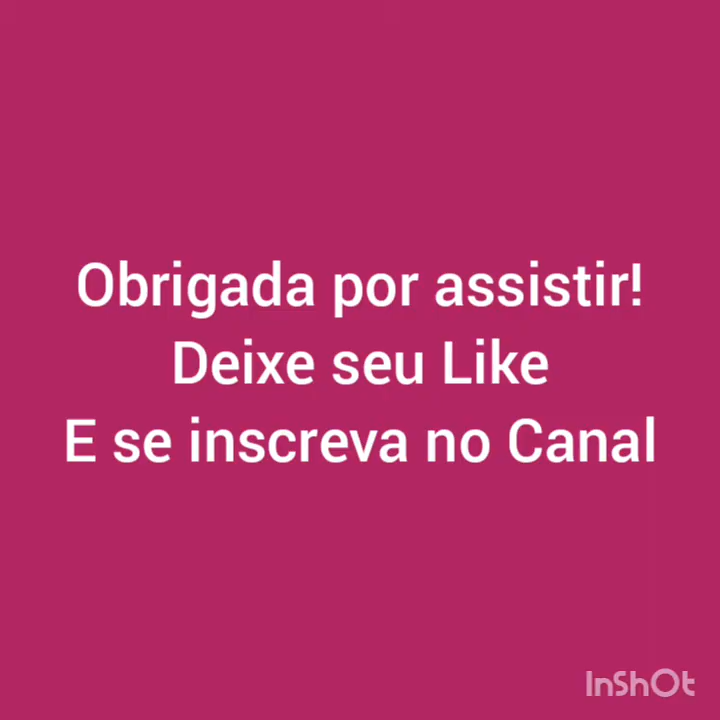 Obrigada por assistir!
Deixe seu Like
E se inscreva no Canal
InShOt